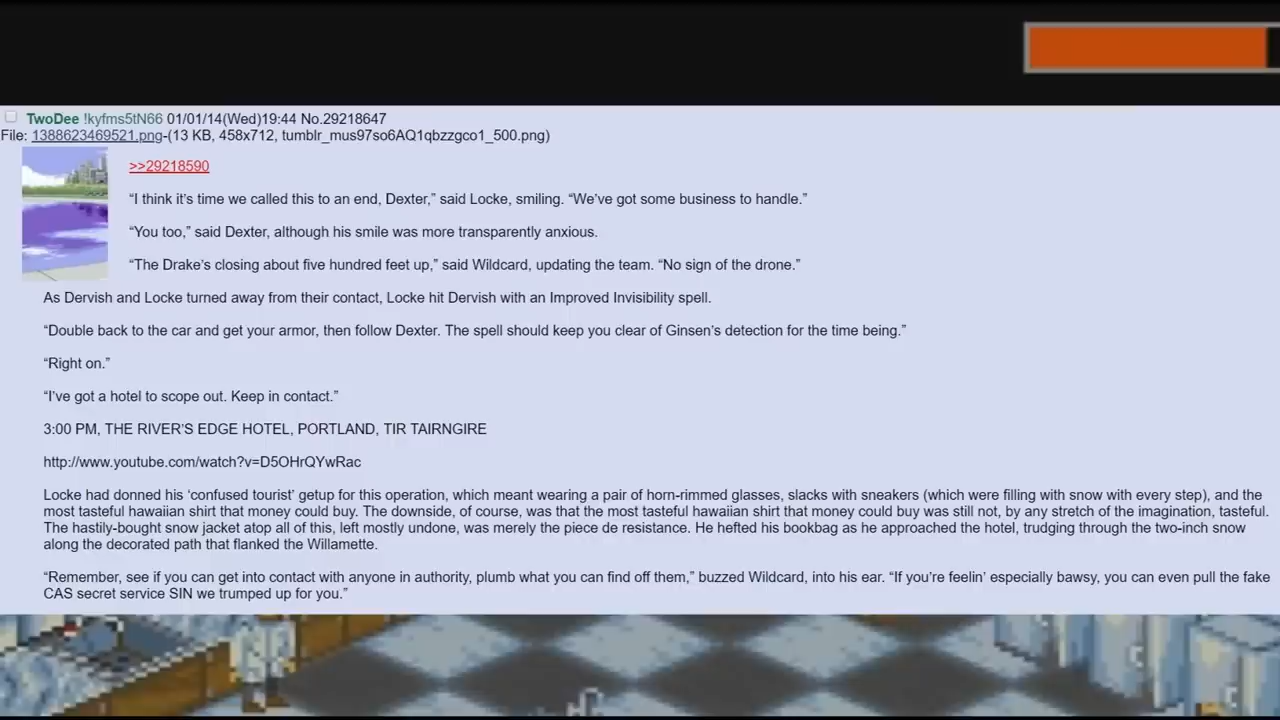 TwoDee !kyfms5tN66 01/01/14(Wed)19:44 No.29218647
File: 1388623469521.png-(13 KB, 458x712, tumblr_mus97so6AQ1qbzzgco1_500.png)
>>29218590
“I think it’s time we called this to an end, Dexter,” said Locke, smiling. “We’ve got some business to handle.”
“You too,” said Dexter, although his smile was more transparently anxious.
“The Drake’s closing about five hundred feet up,” said Wildcard, updating the team. “No sign of the drone.”
As Dervish and Locke turned away from their contact, Locke hit Dervish with an Improved Invisibility spell.
“Double back to the car and get your armor, then follow Dexter. The spell should keep you clear of Ginsen’s detection for the time being.”
“Right on.”
“I’ve got a hotel to scope out. Keep in contact.”
3:00 PM, THE RIVER’S EDGE HOTEL, PORTLAND, TIR TAIRNGIRE
http://www.youtube.com/watch?v=D5OHrQYwRac
Locke had donned his ‘confused tourist’ getup for this operation, which meant wearing a pair of horn-rimmed glasses, slacks with sneakers (which were filling with snow with every step), and the
most tasteful hawaiian shirt that money could buy. The downside, of course, was that the most tasteful hawaiian shirt that money could buy was still not, by any stretch of the imagination, tasteful.
The hastily-bought snow jacket atop all of this, left mostly undone, was merely the piece de resistance. He hefted his bookbag as he approached the hotel, trudging through the two-inch snow
along the decorated path that flanked the Willamette.
“Remember, see if you can get into contact with anyone in authority, plumb what you can find off them,” buzzed Wildcard, into his ear. “If you’re feelin’ especially bawsy, you can even pull the fake
CAS secret service SIN we trumped up for you.”